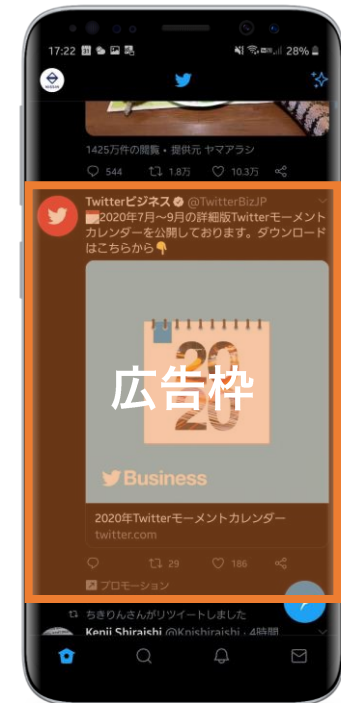 17:22
28%
1425万件の閲覧・提供元 ヤマアラシ
544 1.8万 10.3万
Twitterビジネス @TwitterBizJP
2020年7月〜9月の詳細版Twitterモーメント
カレンダーを公開しております。ダウンロード
はこちらから
2020
広告枠
Business
2020年Twitterモーメントカレンダー
twitter.com
29 186
プロモーション
ちきりんさんがリツイートしました
Kenji Shiraishi @Knishiraishi・4時間